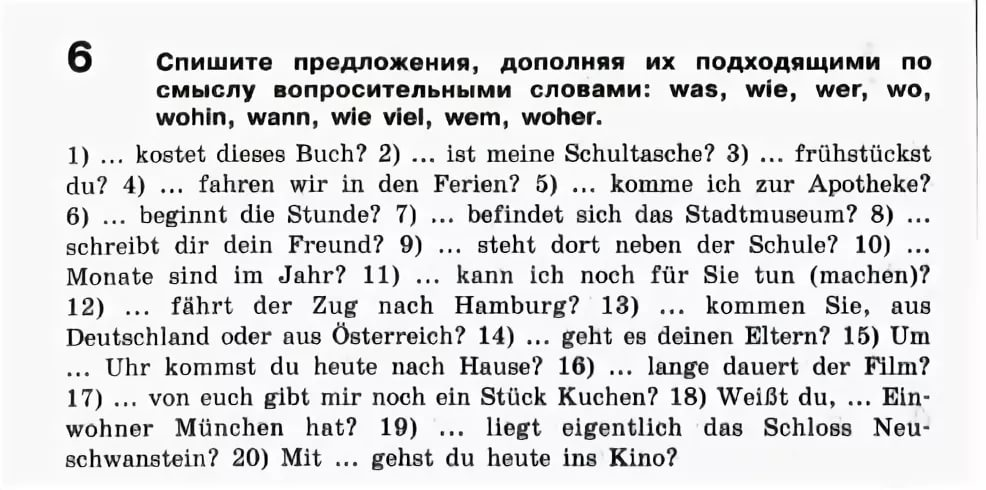 6 Спишите предложения, дополняя их подходящими по
смыслу вопросительными словами: was, wie, wer, wo,
wohin, wann, wie viel, wem, woher.
1) ... kostet dieses Buch? 2) ... ist meine Schultasche? 3) ... frühstückst
du? 4) ... fahren wir in den Ferien? 5) ... komme ich zur Apotheke?
6) ... beginnt die Stunde? 7) ... befindet sich das Stadtmuseum? 8) ...
schreibt dir dein Freund? 9) ... steht dort neben der Schule? 10) ...
Monate sind im Jahr? 11) ... kann ich noch für Sie tun (machen)?
12) ... fährt der Zug nach Hamburg? 13) ... kommen Sie, aus
Deutschland oder aus Österreich? 14) ... geht es deinen Eltern? 15) Um
... Uhr kommst du heute nach Hause? 16) ... lange dauert der Film?
17) ... von euch gibt mir noch ein Stück Kuchen? 18) Weißt du, ... Ein-
wohner München hat? 19) ... liegt eigentlich das Schloss Neu-
schwanstein? 20) Mit ... gehst du heute ins Kino?